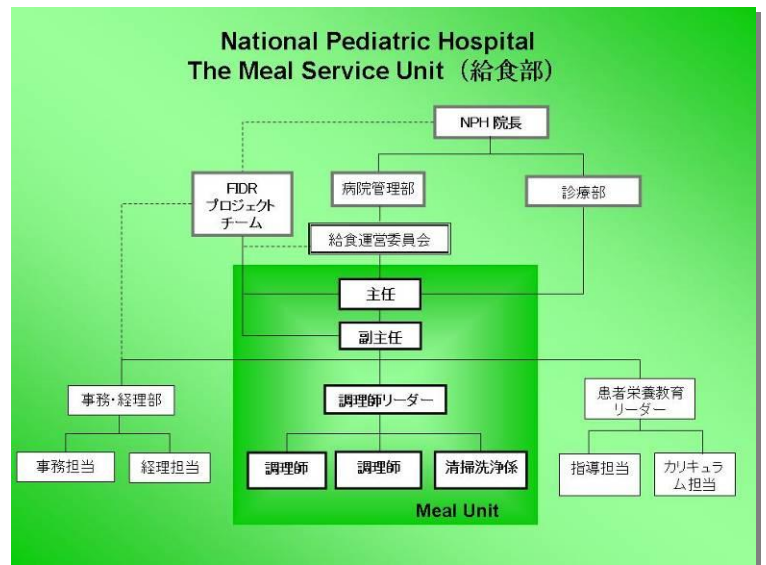 National Pediatric Hospital
The Meal Service Unit（給食部）
NPH 院長
FIDR
プロジェクト
チーム
病院管理部
診療部
給食運営委員会
主任
副主任
事務・経理部
調理師リーダー
患者栄養教育
リーダー
事務担当
経理担当
調理師
調理師
清掃洗浄係
指導担当
カリキュラ
ム担当
Meal Unit